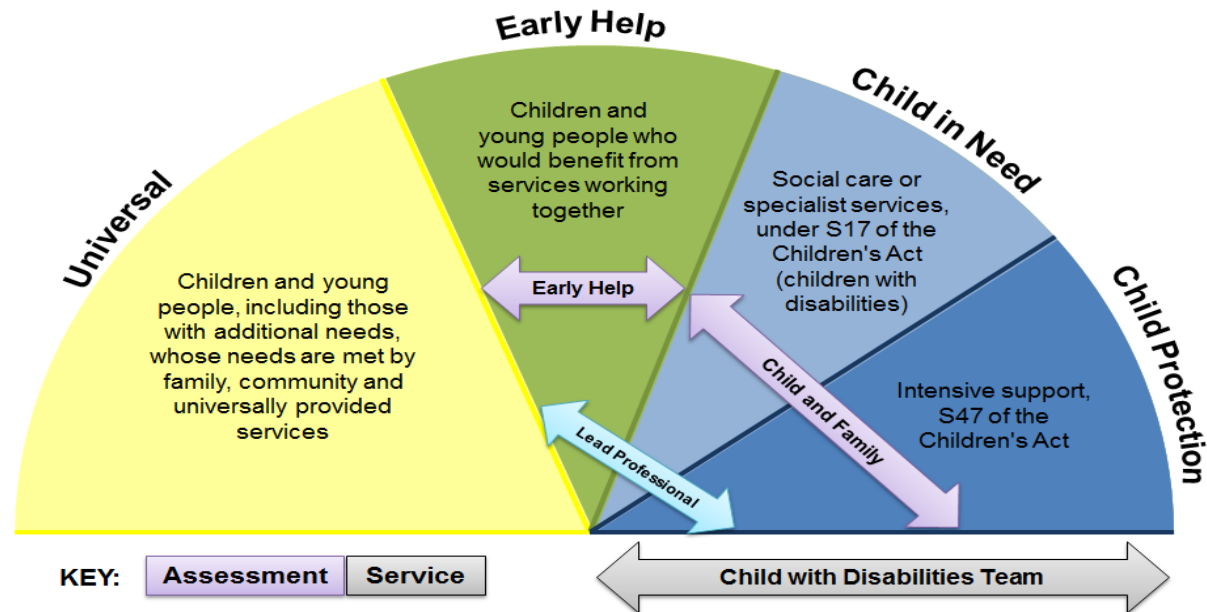 Early Help
Universal
Child in Need
Child Protection
Children and young
people, including those
with additional needs,
whose needs are met by
family, community and
universally provided
services
Children and
young people who
would benefit from
services working
together
Early Help
Lead Professional
Social care or
specialist services,
under S17 of the
Children's Act
(children with
disabilities)
Child and Family
Intensive support,
S47 of the
Children's Act
KEY: Assessment Service
Child with Disabilities Team